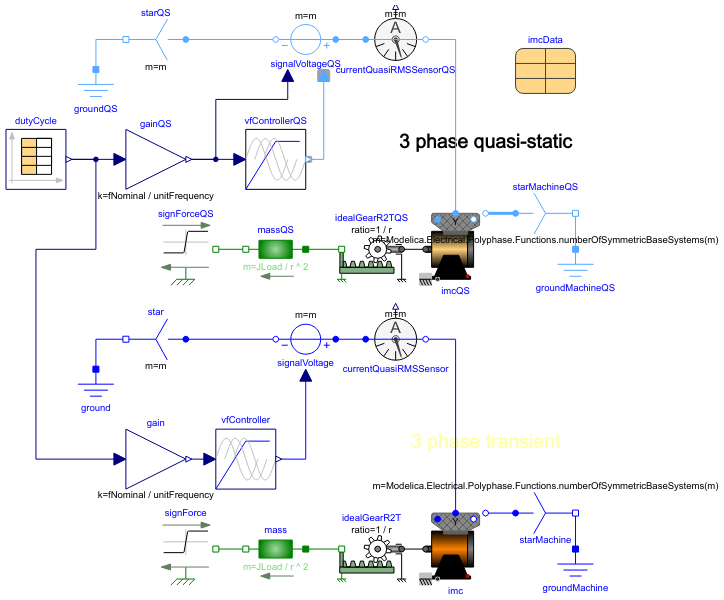 starQS
m=m
m=m
A
imcData
signalVoltageQS
currentQuasiRMSSensorQS
m=m
groundQS
dutyCycle
gainQS
vfControllerQS
3 phase quasi-static
k=fNominal / unitFrequency
starMachineQS
signForceQS
massQS
idealGearR2TQS
ratio=1 / r
Y
m=Modelica.Electrical.Polyphase.Functions.numberOfSymmetricBaseSystems(m)
m=JLoad / r ^ 2
imcQS
groundMachineQS
star
m=m
m=m
A
signalVoltage
currentQuasiRMSSensor
m=m
ground
gain
vfController
3 phase transient
k=fNominal / unitFrequency
m=Modelica.Electrical.Polyphase.Functions.numberOfSymmetricBaseSystems(m)
signForce
mass
idealGearR2T
ratio=1 / r
Y
starMachine
m=JLoad / r ^ 2
imc
groundMachine